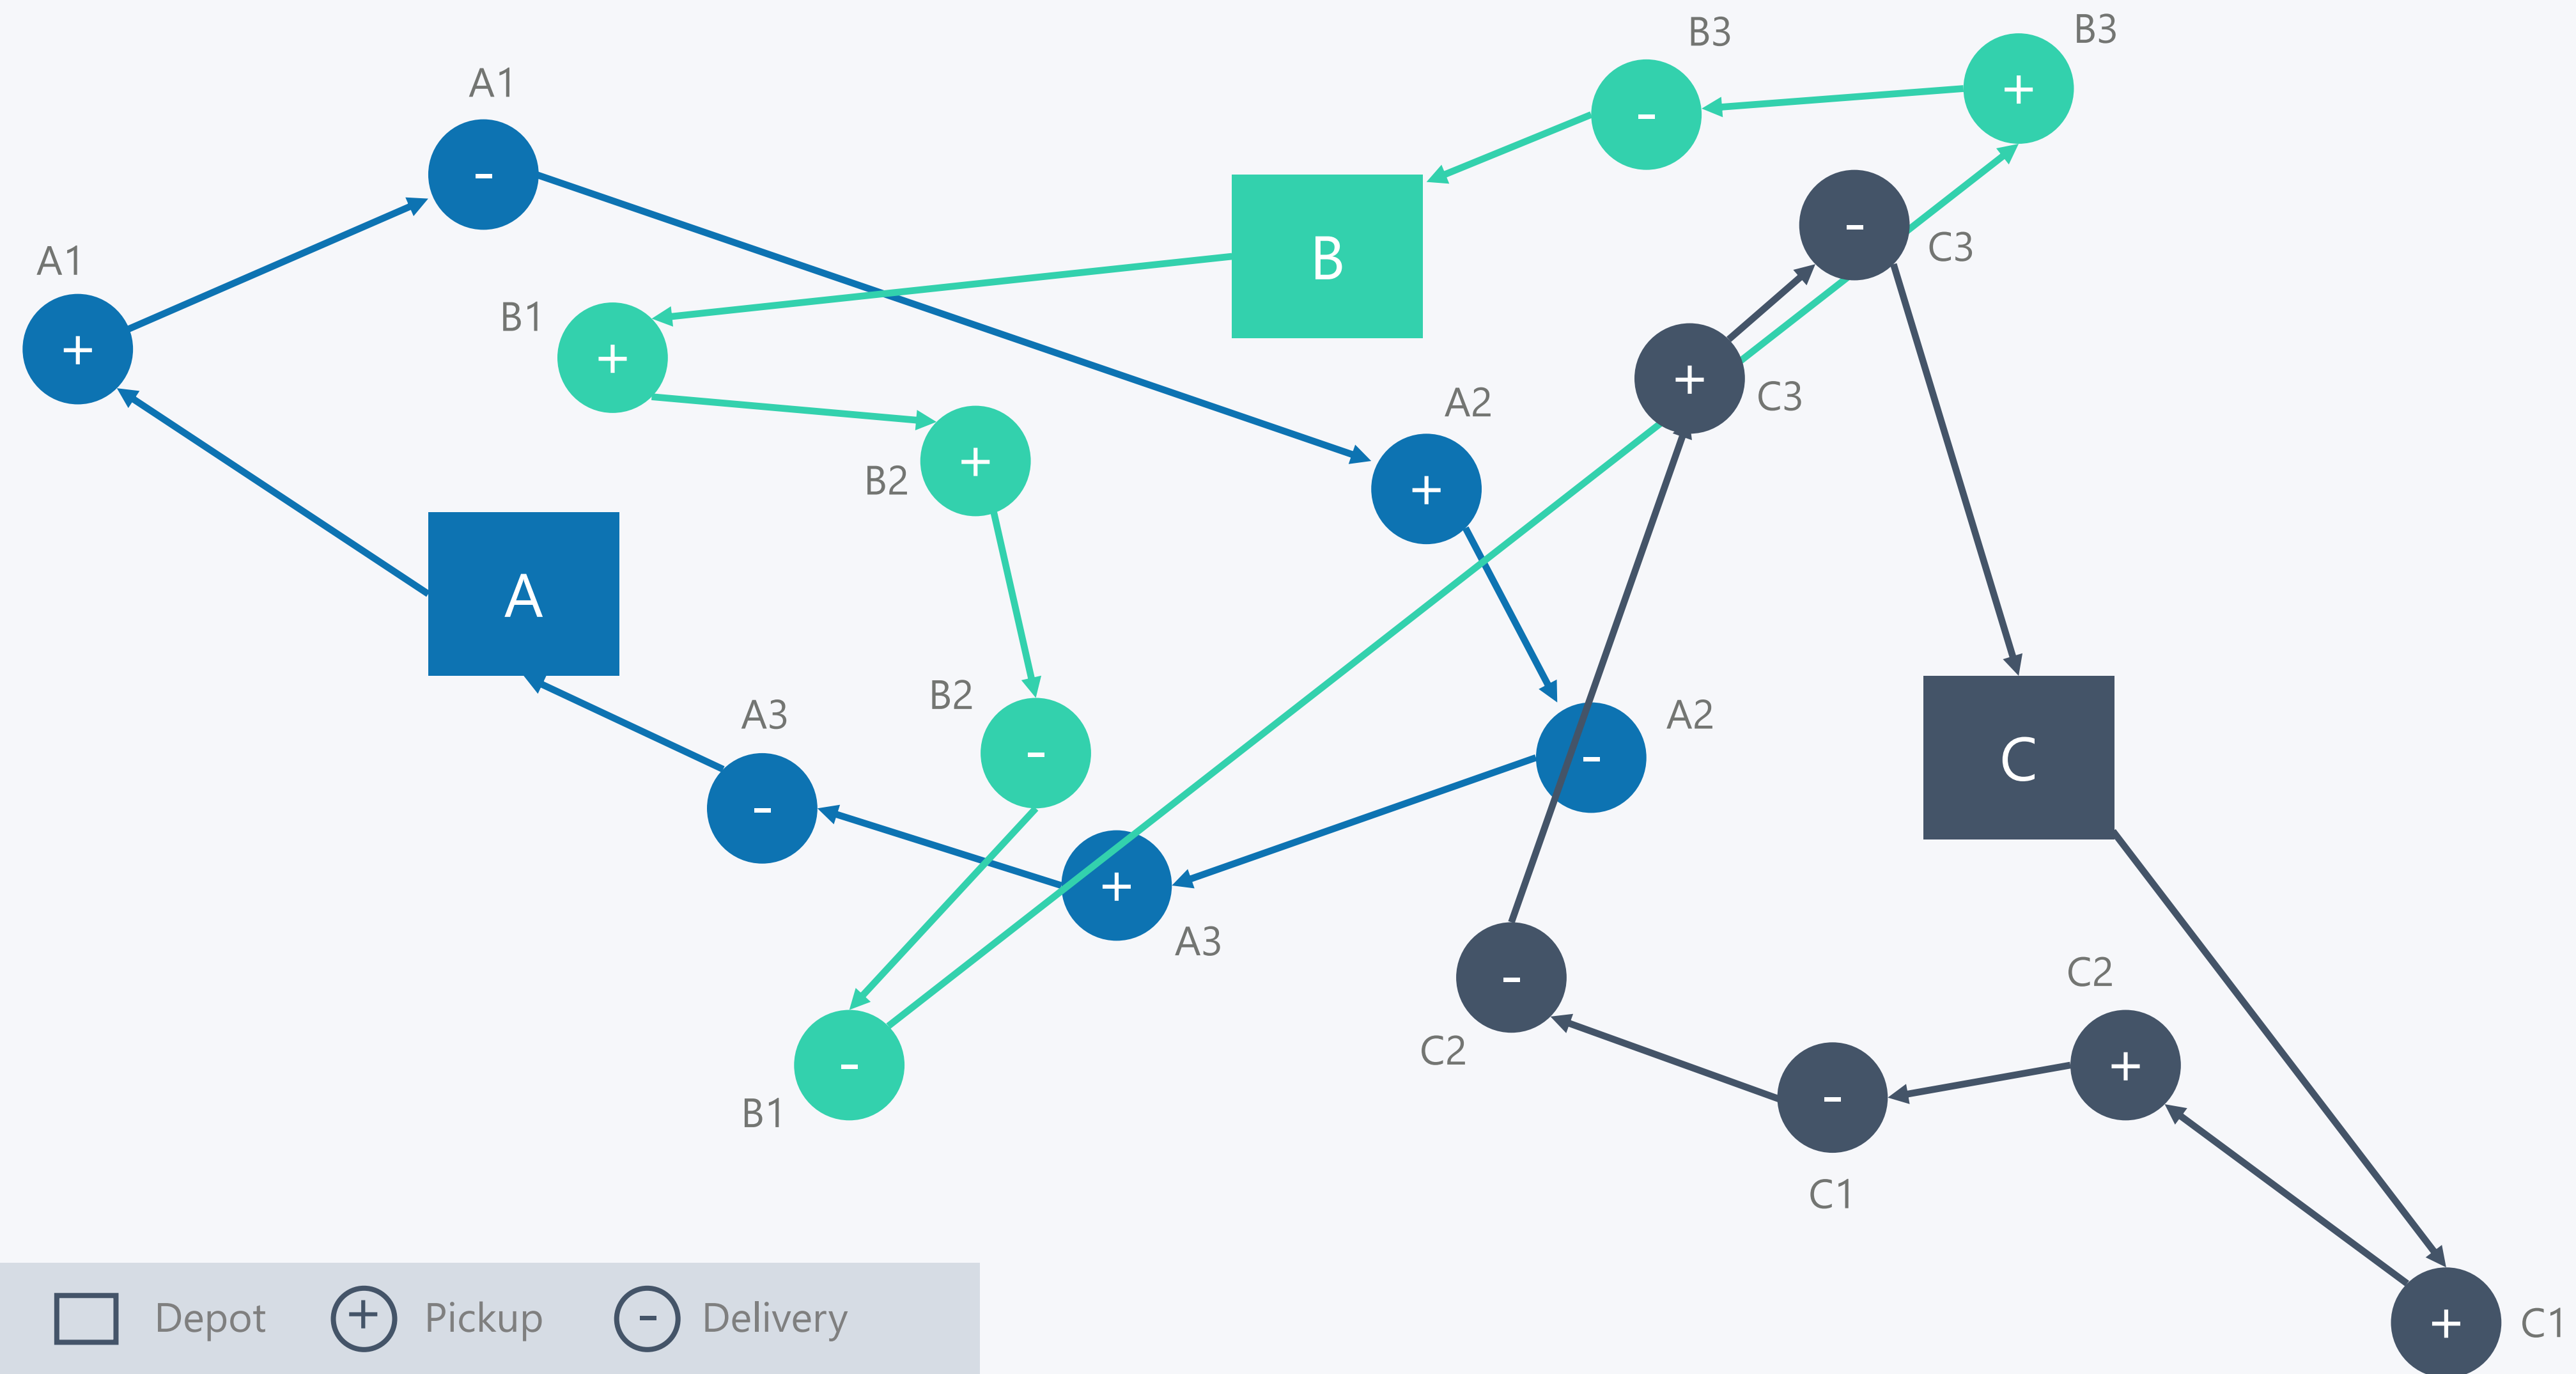 B3
B3
A1
-
+
-
-
C3
A1
B
B1
+
+
+
C3
A2
+
B2
+
A
B2
A3
A2
-
-
C
-
+
A3
C2
-
C2
+
-
B1
-
C1
+
C1
+ Depot
Pickup
- Delivery